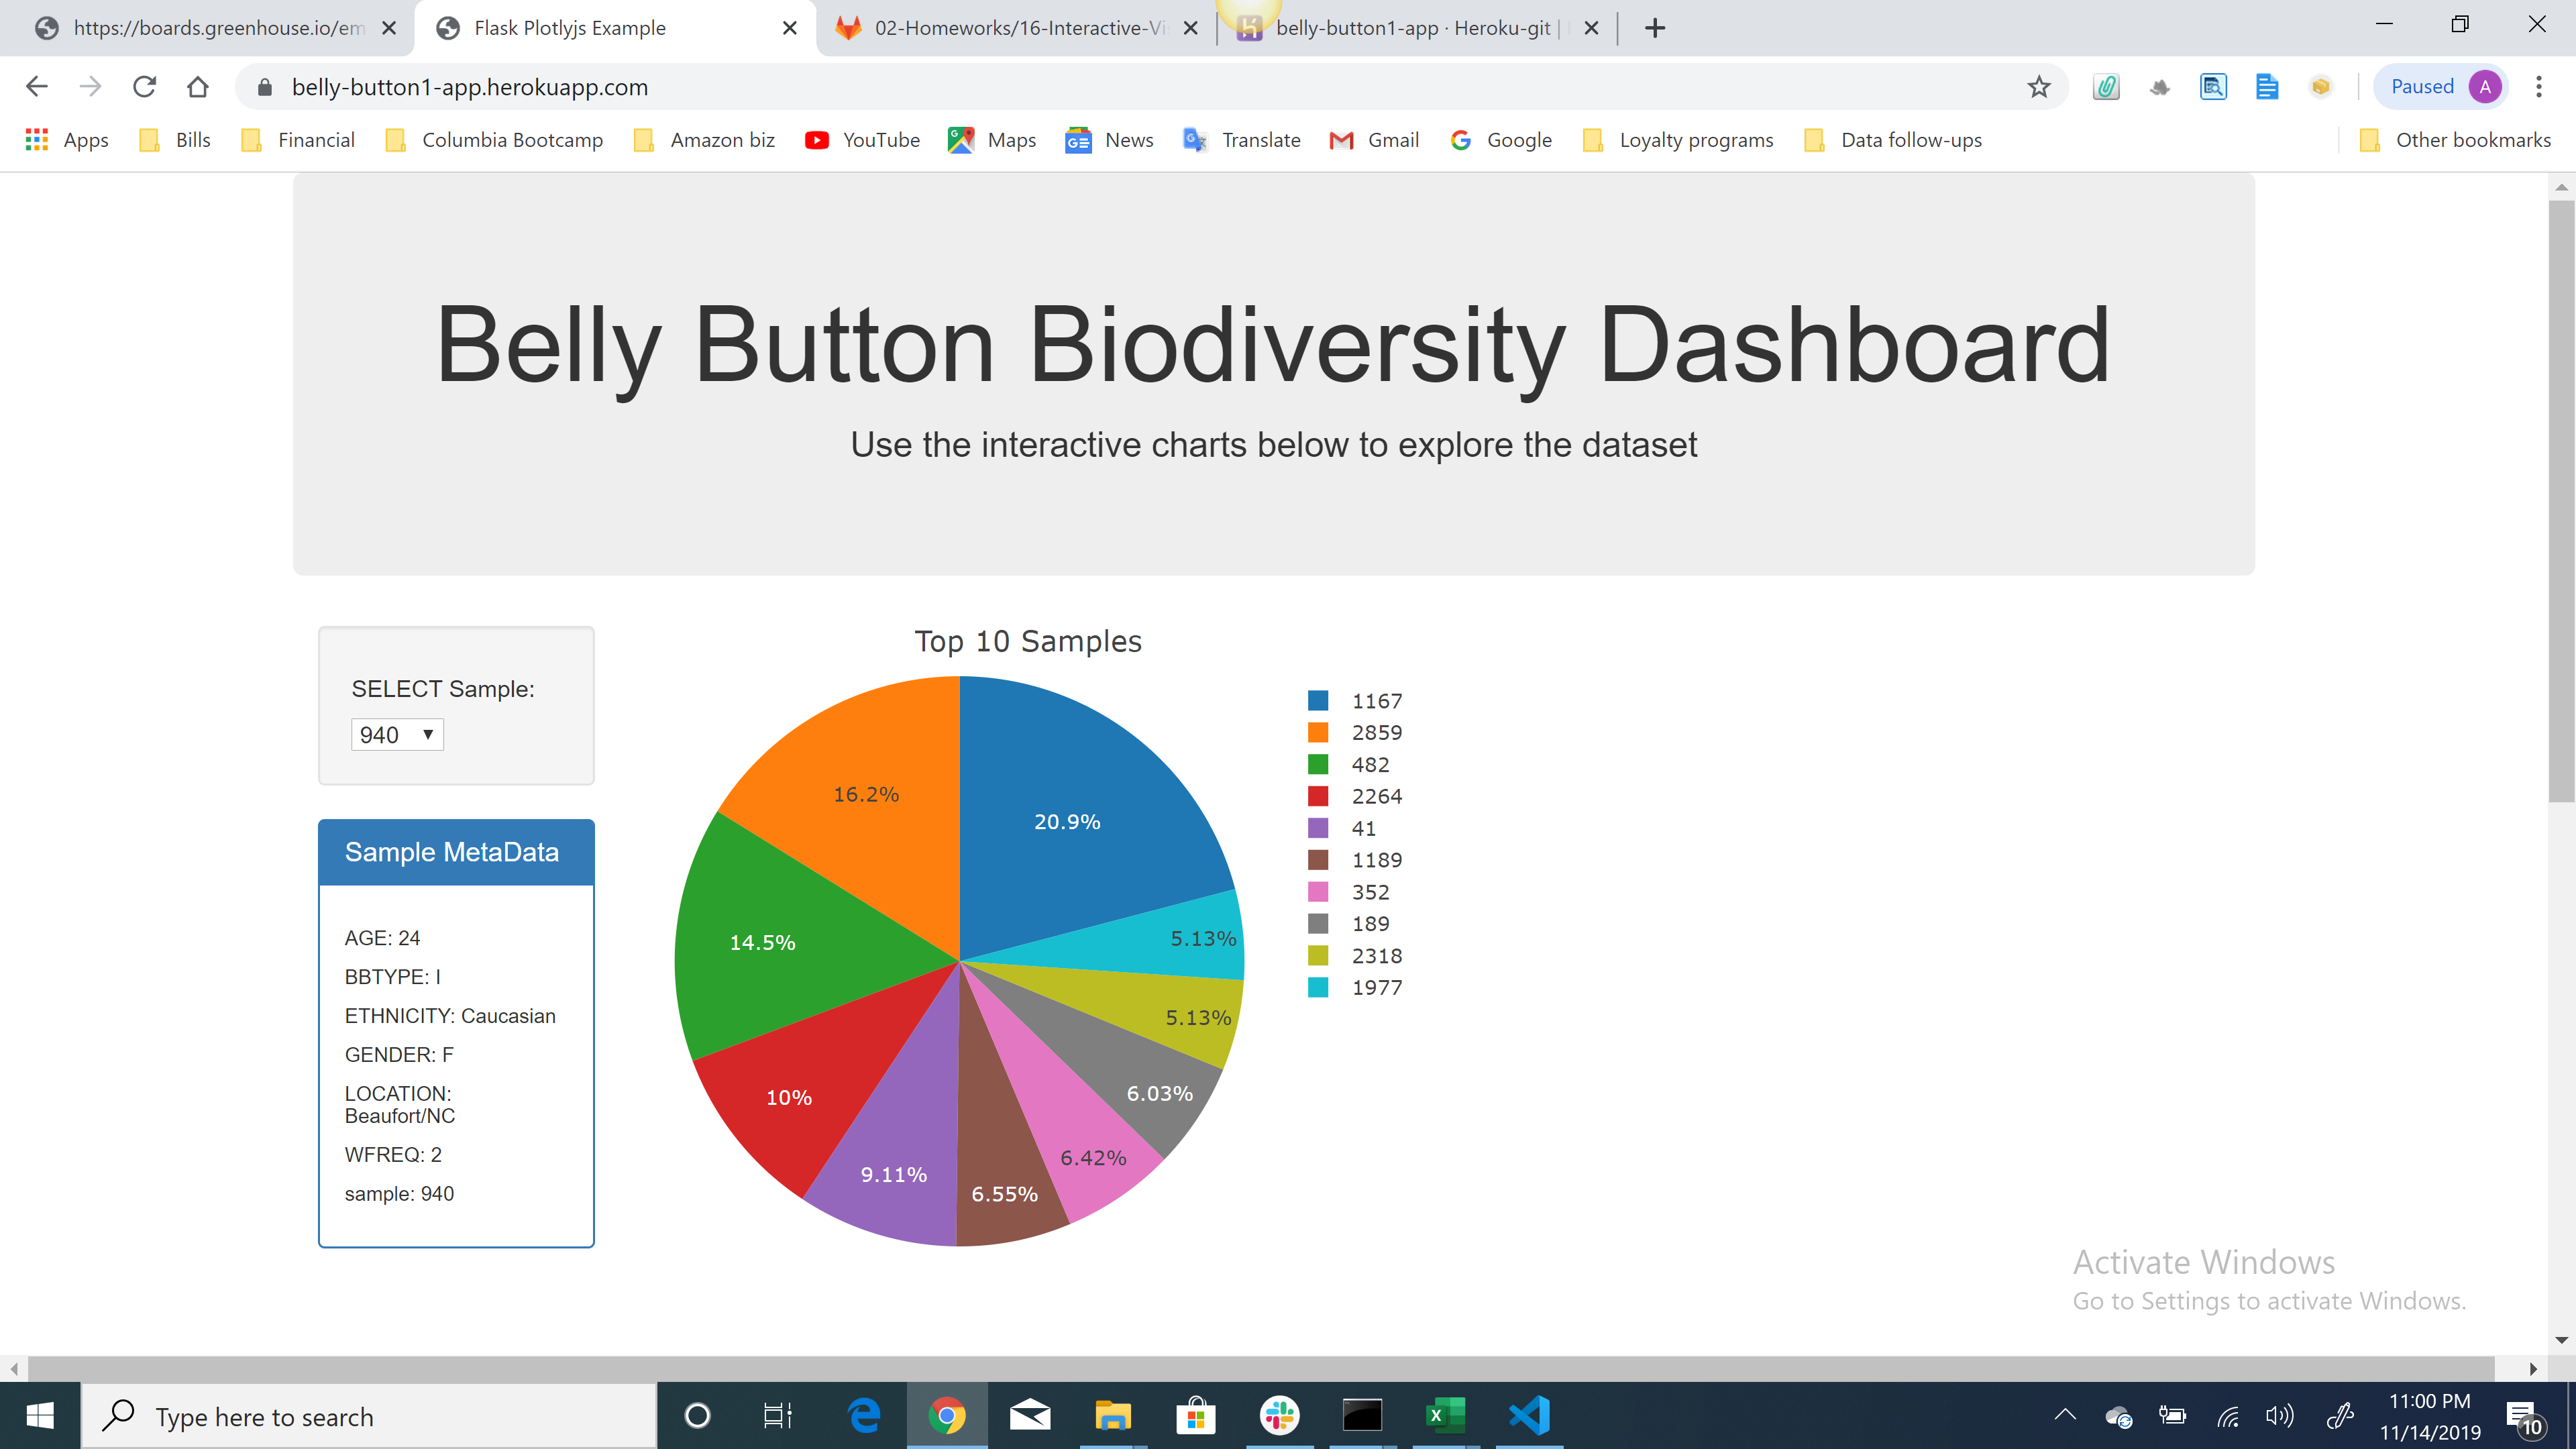 https://boards.greenhouse.io/em
Flask Plotlyjs Example
02-Homeworks/16-Interactive-Vi
belly-button1-app · Heroku-git |
belly-button1-app.herokuapp.com
Paused
A
Apps
Bills
Financial
Columbia Bootcamp
Amazon biz
YouTube
Maps
News
Translate
Gmail
Google
Loyalty programs
Data follow-ups
Other bookmarks
Belly Button Biodiversity Dashboard
Use the interactive charts below to explore the dataset
SELECT Sample:
940
Sample MetaData
AGE: 24
BBTYPE: I
ETHNICITY: Caucasian
GENDER: F
LOCATION:
Beaufort/NC
WFREQ: 2
sample: 940
Top 10 Samples
16.2%
20.9%
14.5%
5.13%
5.13%
10%
6.03%
9.11%
6.55%
6.42%
1167
2859
482
2264
41
1189
352
189
2318
1977
Activate Windows
Go to Settings to activate Windows.
Type here to search
11:00 PM
11/14/2019
10